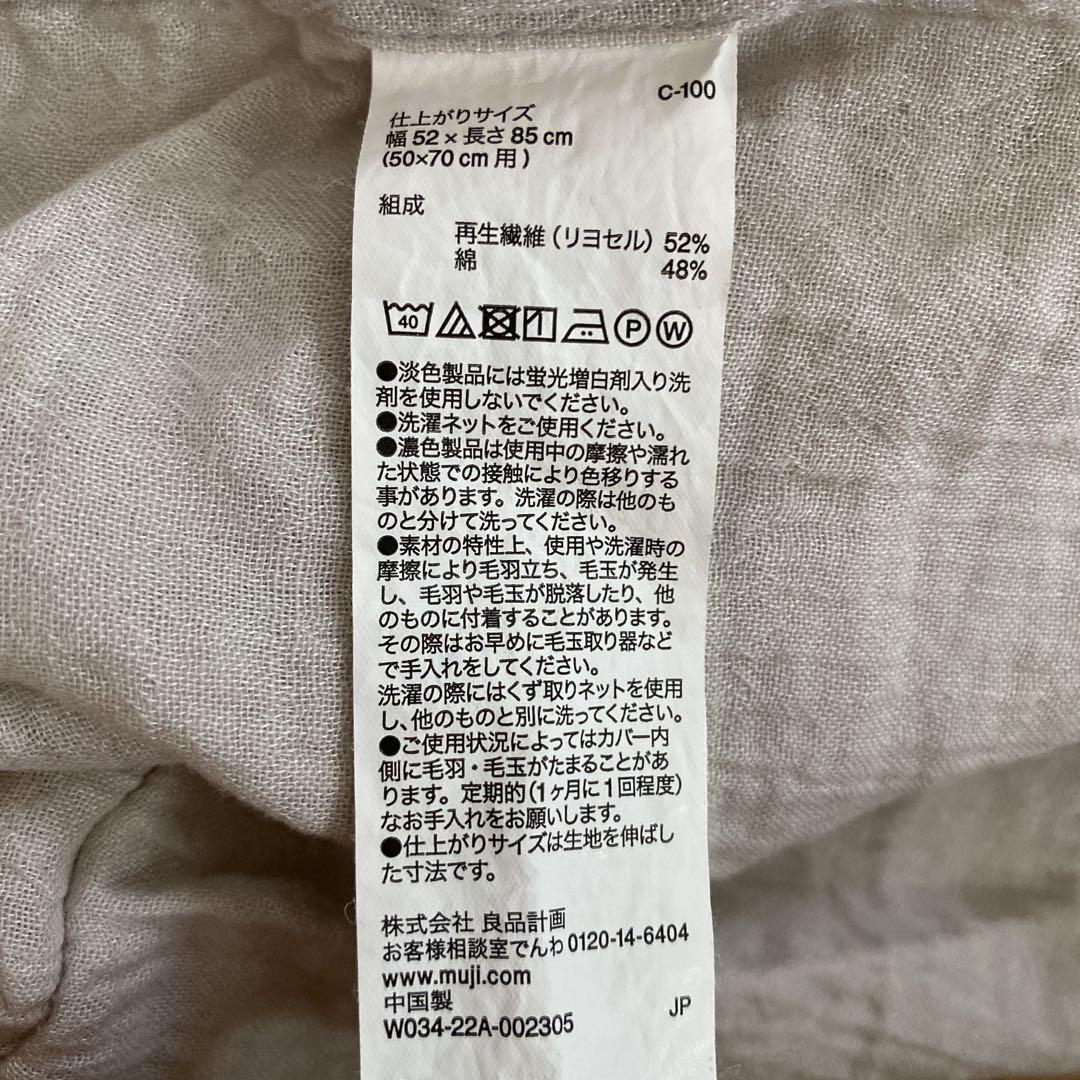 C-100
仕上がりサイズ
幅 52 × 長さ 85 cm
(50×70 cm 用)
組成
再生繊維 (リヨセル) 52%
綿 48%
40 P W
●淡色製品には蛍光増白剤入り洗
剤を使用しないでください。
●洗濯ネットをご使用ください。
●濃色製品は使用中の摩擦や濡れ
た状態での接触により色移りする
事があります。洗濯の際は他のも
のと分けて洗ってください。
●素材の特性上、使用や洗濯時の
摩擦により毛羽立ち、毛玉が発生
し、毛羽や毛玉が脱落したり、他
のものに付着することがあります。
その際はお早めに毛玉取り器など
で手入れをしてください。
洗濯の際にはくず取りネットを使用
し、他のものと別に洗ってください。
●ご使用状況によってはカバー内
側に毛羽・毛玉がたまることがあ
ります。定期的(1ヶ月に1回程度)
なお手入れをお願いします。
●仕上がりサイズは生地を伸ばし
た寸法です。
株式会社 良品計画
お客様相談室でんわ 0120-14-6404
www.muji.com
中国製
W034-22A-002305 JP